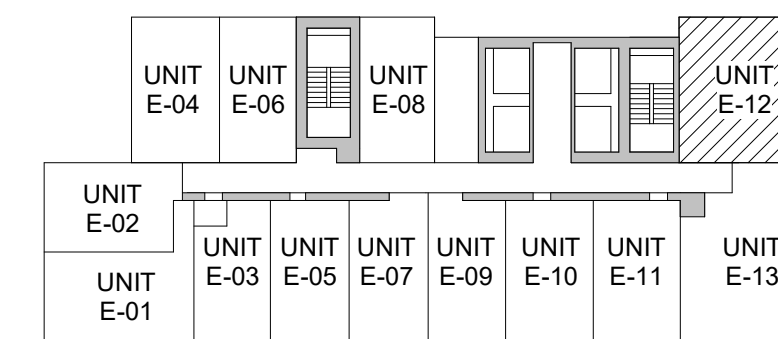 UNIT
E-04
UNIT
E-06
UNIT
E-08
UNIT
E-12
UNIT
E-02
UNIT
E-01
UNIT
E-03
UNIT
E-05
UNIT
E-07
UNIT
E-09
UNIT
E-10
UNIT
E-11
UNIT
E-13